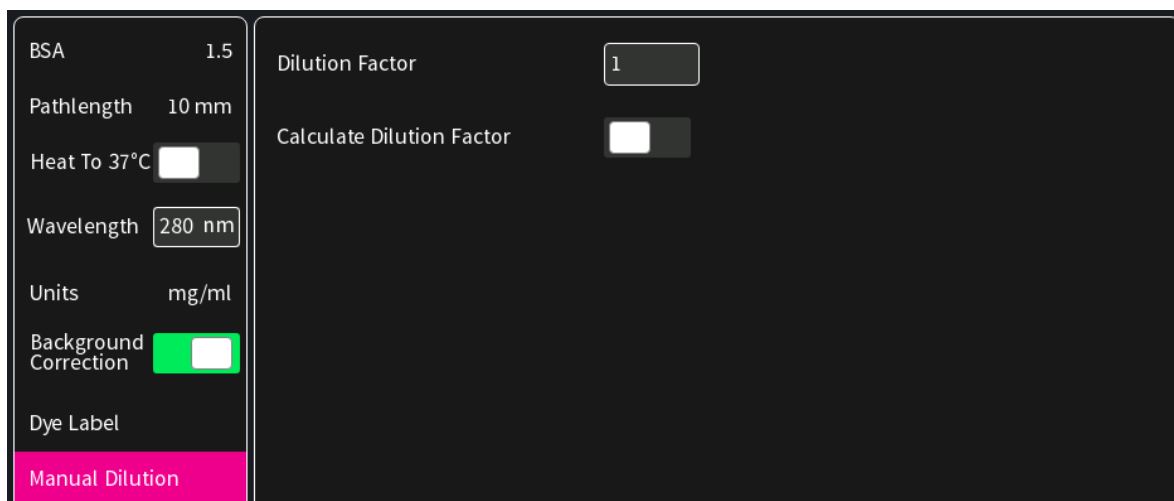 BSA 1.5
Pathlength 10 mm
Heat To 37°C
Wavelength 280 nm
Units mg/ml
Background
Correction
Dye Label
Manual Dilution
Dilution Factor 1
Calculate Dilution Factor